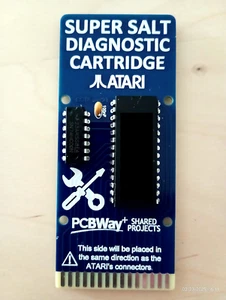 SUPER SALT
DIAGNOSTIC
CARTRIDGE
ATARI
PCBWay+ SHARED
PROJECTS
This side will be placed in
the same direction as the
ATARI's connectors.